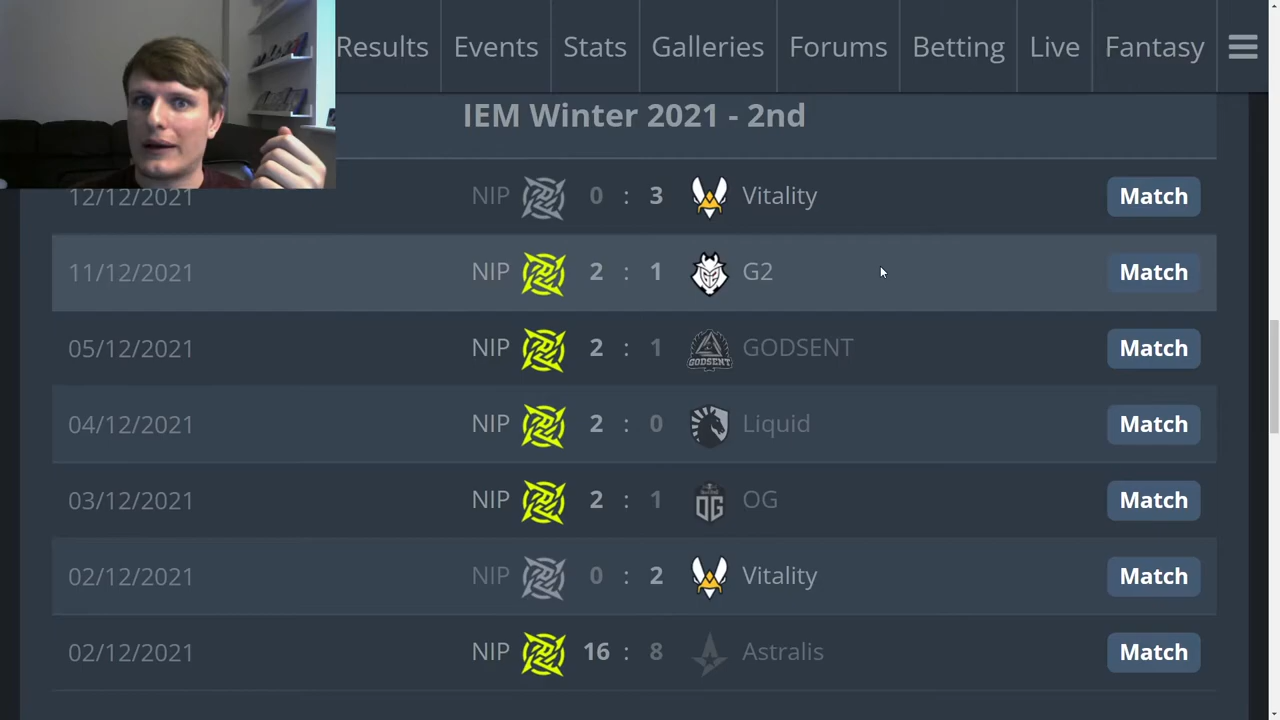 Results Events Stats Galleries Forums Betting Live Fantasy
IEM Winter 2021 - 2nd
12/12/2021 NIP 0 : 3 Vitality Match
11/12/2021 NIP 2 : 1 G2 Match
05/12/2021 NIP 2 : 1 GODSENT GODSENT Match
04/12/2021 NIP 2 : 0 Liquid Match
03/12/2021 NIP 2 : 1 OG OG Match
02/12/2021 NIP 0 : 2 Vitality Match
02/12/2021 NIP 16 : 8 Astralis Match